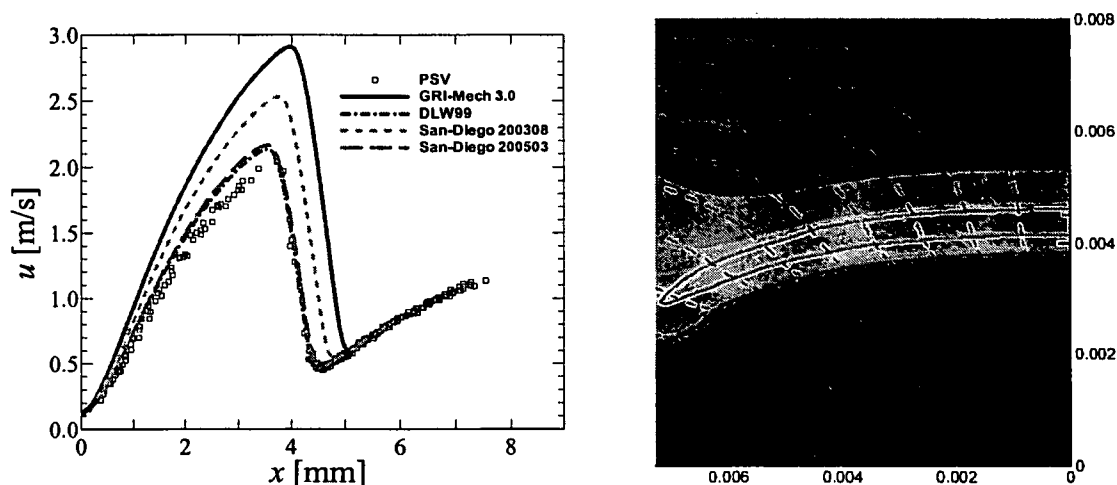 3.0
2.5
2.0
1.5
1.0
0.5
0.0
u [m/s]
PSV
GRI-Mech 3.0
DLW99
San-Diego 200308
San-Diego 200503
0 2 4 6 8
x [mm]
0.008
0.006
0.004
0.002
0
0.006 0.004 0.002 0